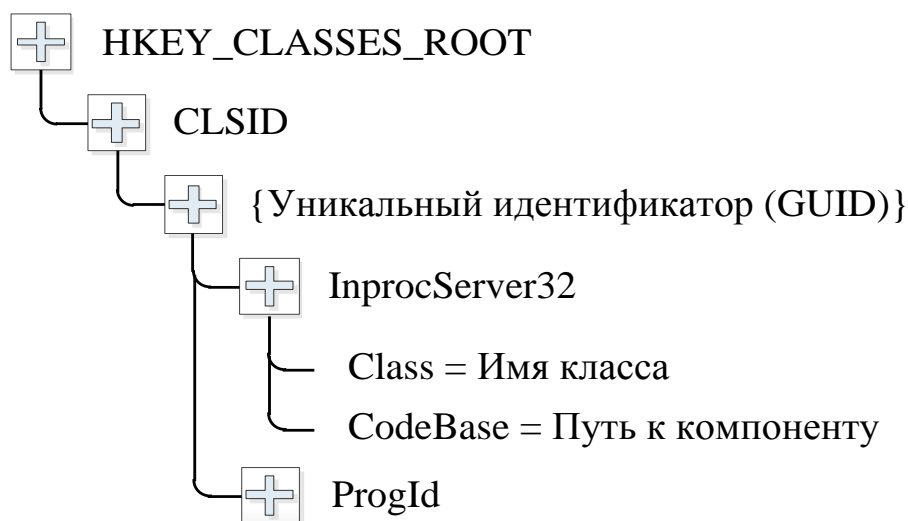 HKEY_CLASSES_ROOT
CLSID
{Уникальный идентификатор (GUID)}
InprocServer32
Class = Имя класса
CodeBase = Путь к компоненту
ProgId